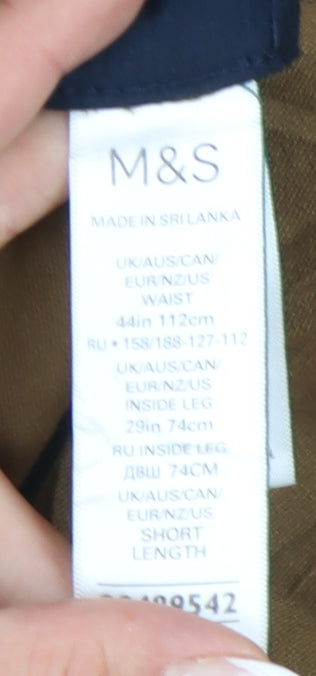 M&S
MADE IN SRI LANKA
UK/AUS/CAN/
EUR/NZ/US
WAIST
44in 112cm
RU • 158/188-127-112
UK/AUS/CAN/
EUR/NZ/US
INSIDE LEG
29in 74cm
RU INSIDE LEG
ДВШ 74CM
UK/AUS/CAN/
EUR/NZ/US
SHORT
LENGTH